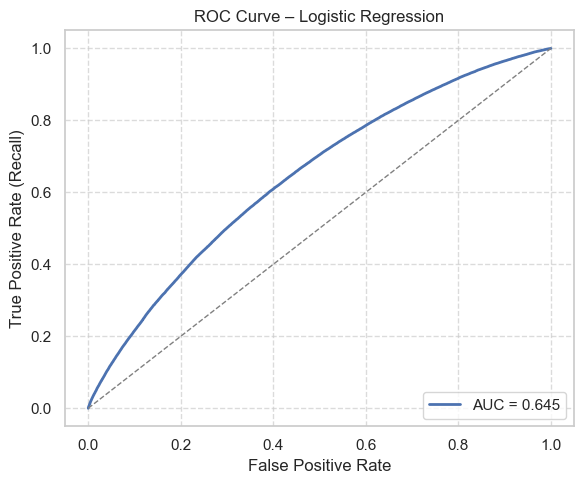 ROC Curve – Logistic Regression
True Positive Rate (Recall)
1.0
0.8
0.6
0.4
0.2
0.0
AUC = 0.645
0.0 0.2 0.4 0.6 0.8 1.0
False Positive Rate